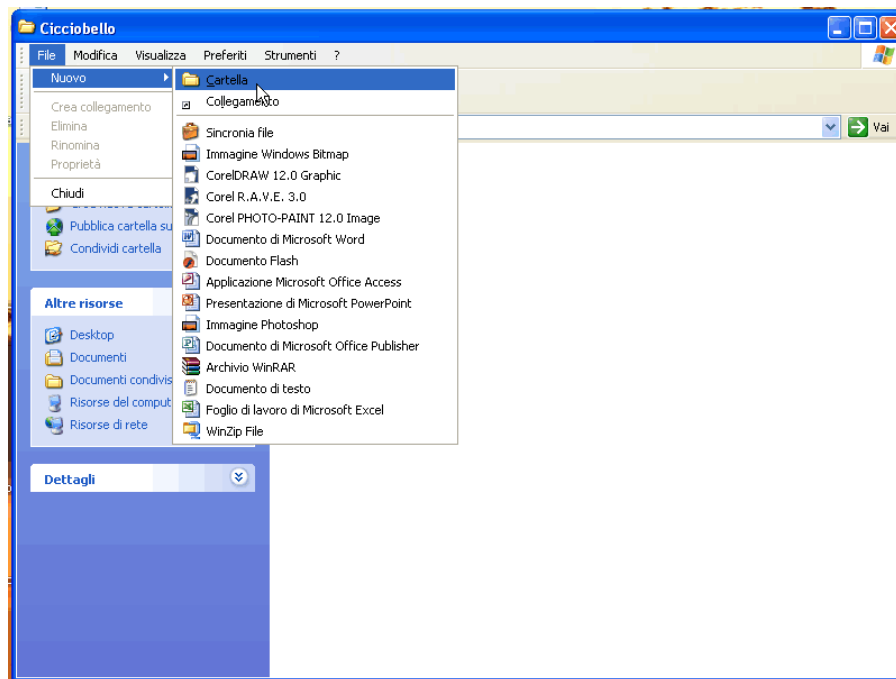 Cicciobello
File Modifica Visualizza Preferiti Strumenti ?
Nuovo
Crea collegamento
Elimina
Rinomina
Proprietà
Chiudi
Cartella
Collegamento
Sincronia file
Immagine Windows Bitmap
CorelDRAW 12.0 Graphic
Corel R.A.V.E. 3.0
Corel PHOTO-PAINT 12.0 Image
Documento di Microsoft Word
Documento Flash
Applicazione Microsoft Office Access
Presentazione di Microsoft PowerPoint
Immagine Photoshop
Documento di Microsoft Office Publisher
Archivio WinRAR
Documento di testo
Foglio di lavoro di Microsoft Excel
WinZip File
Vai
Pubblica cartella su
Condividi cartella
Altre risorse
Desktop
Documenti
Documenti condivis
Risorse del comput
Risorse di rete
Dettagli